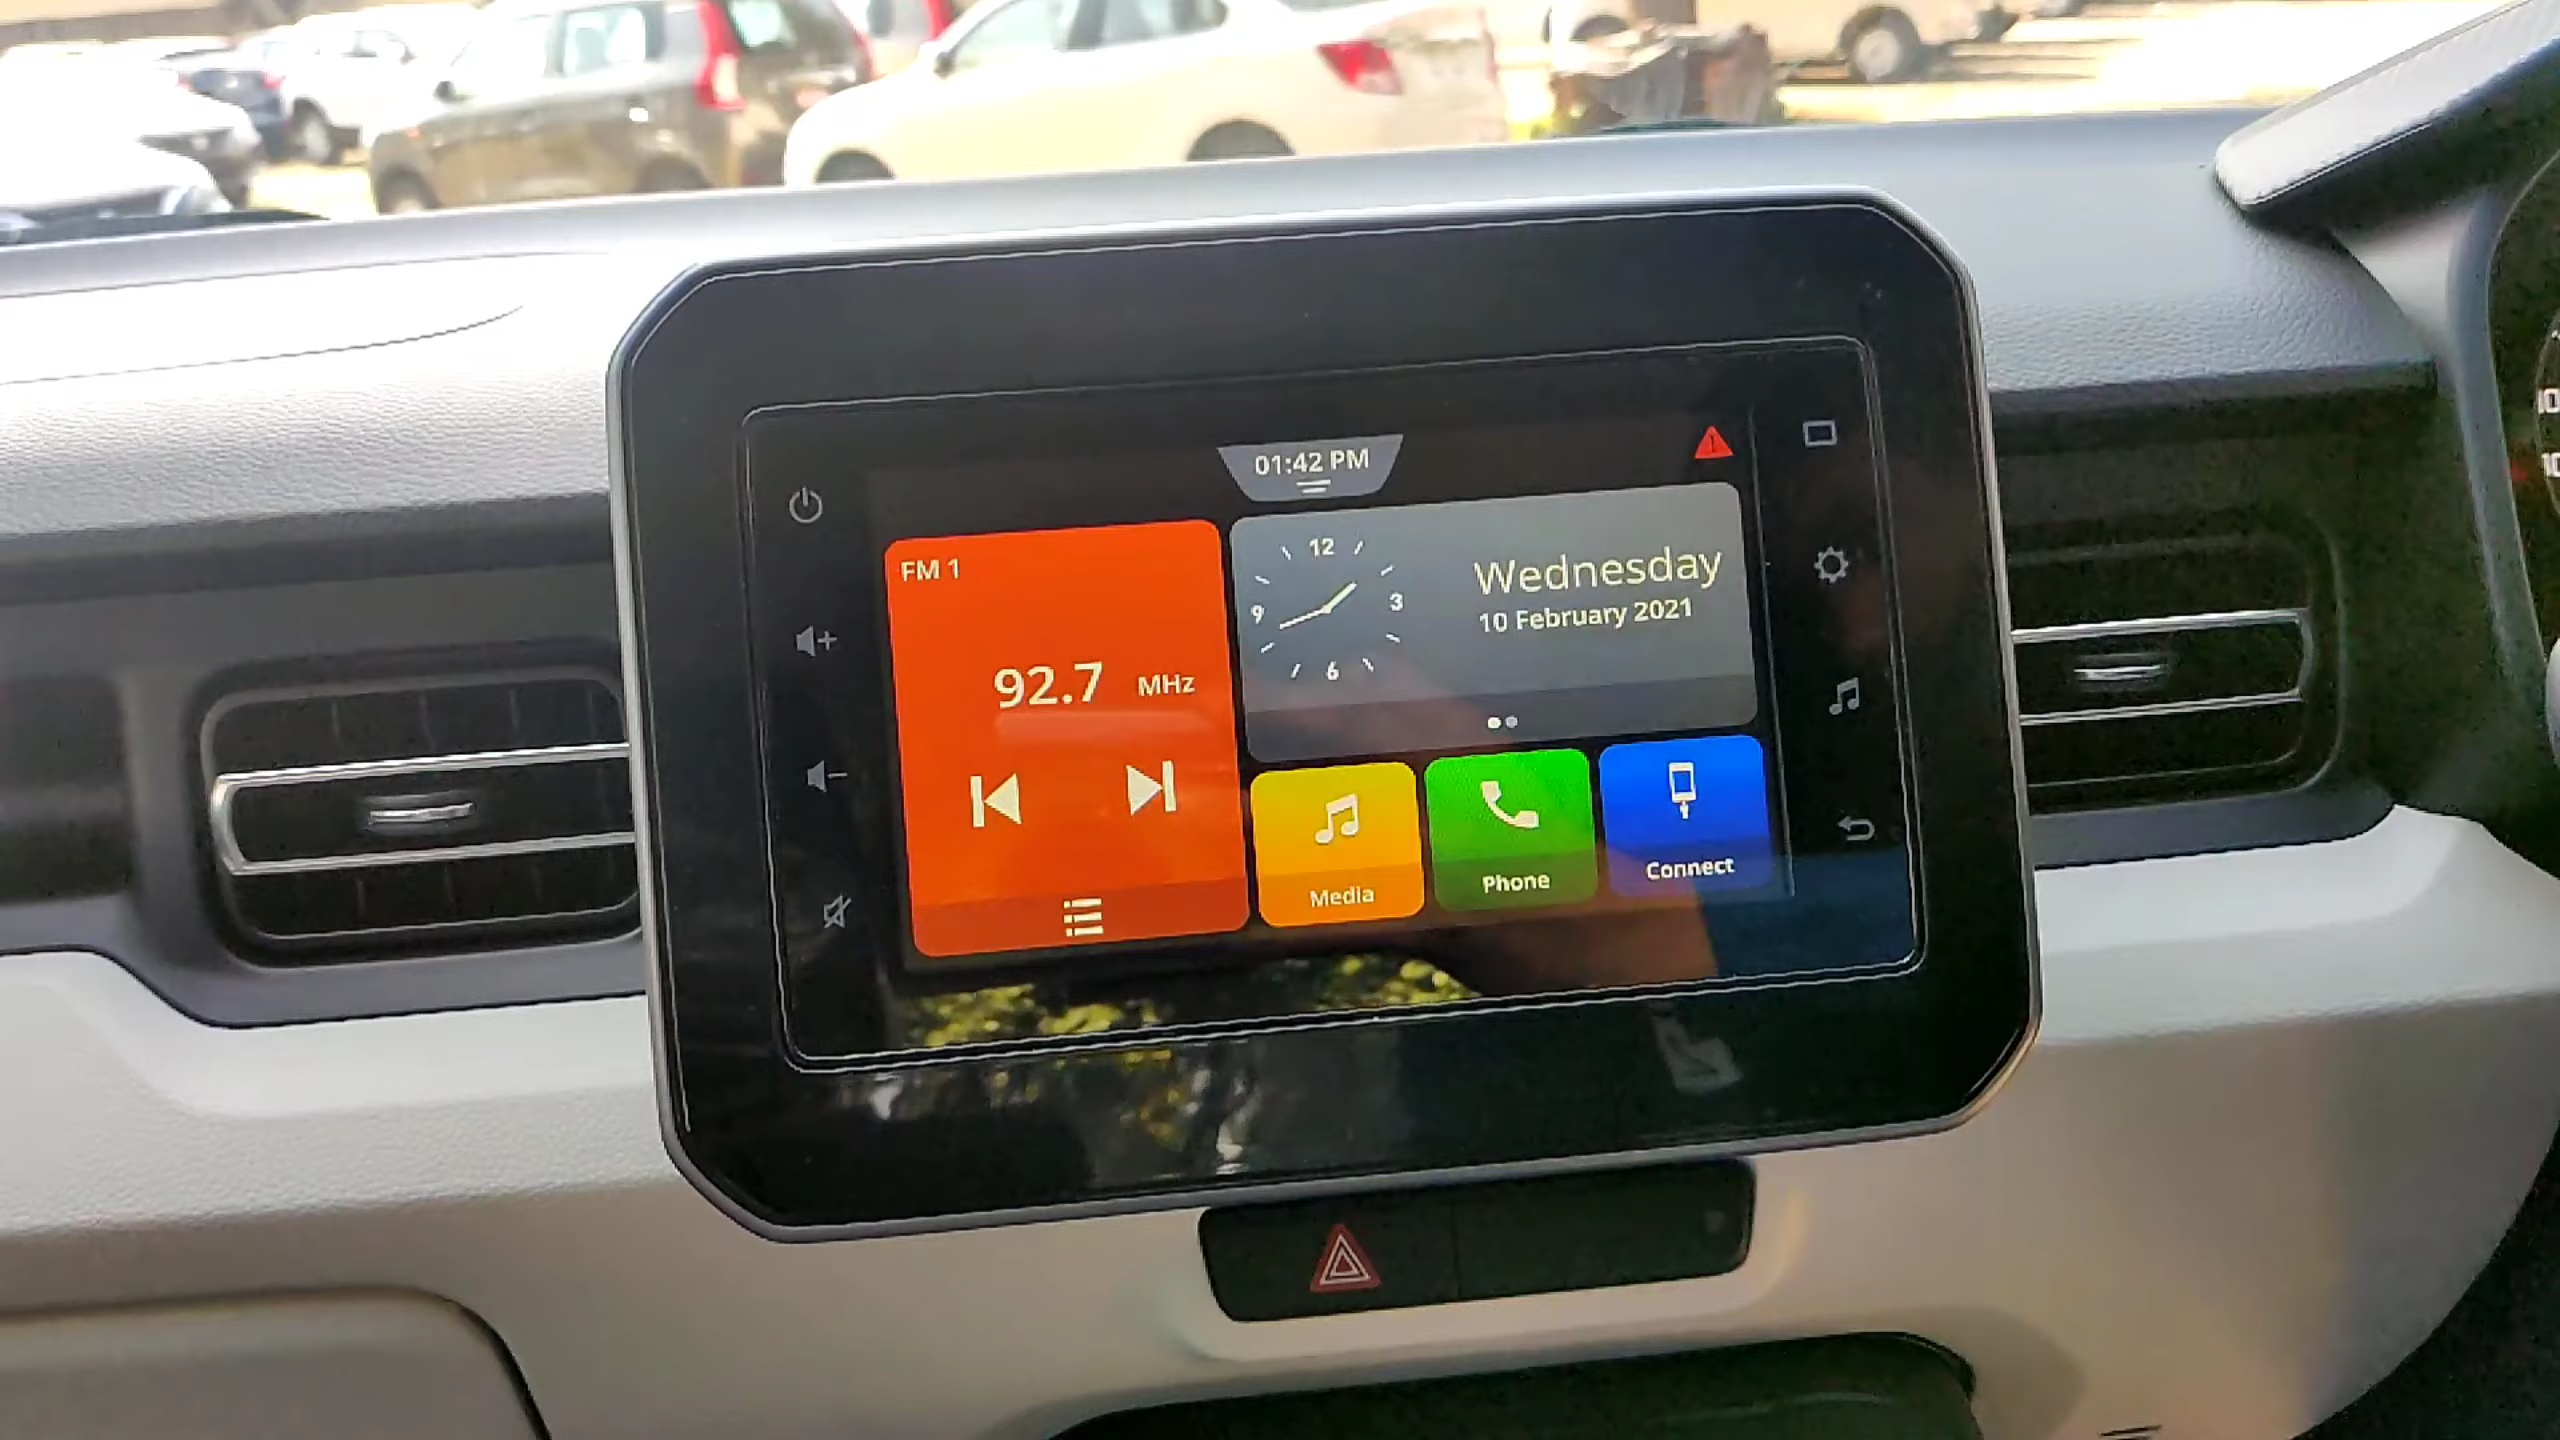 01:42 PM
FM 1
92.7 MHz
12
9
3
6
Wednesday
10 February 2021
Media
Phone
Connect